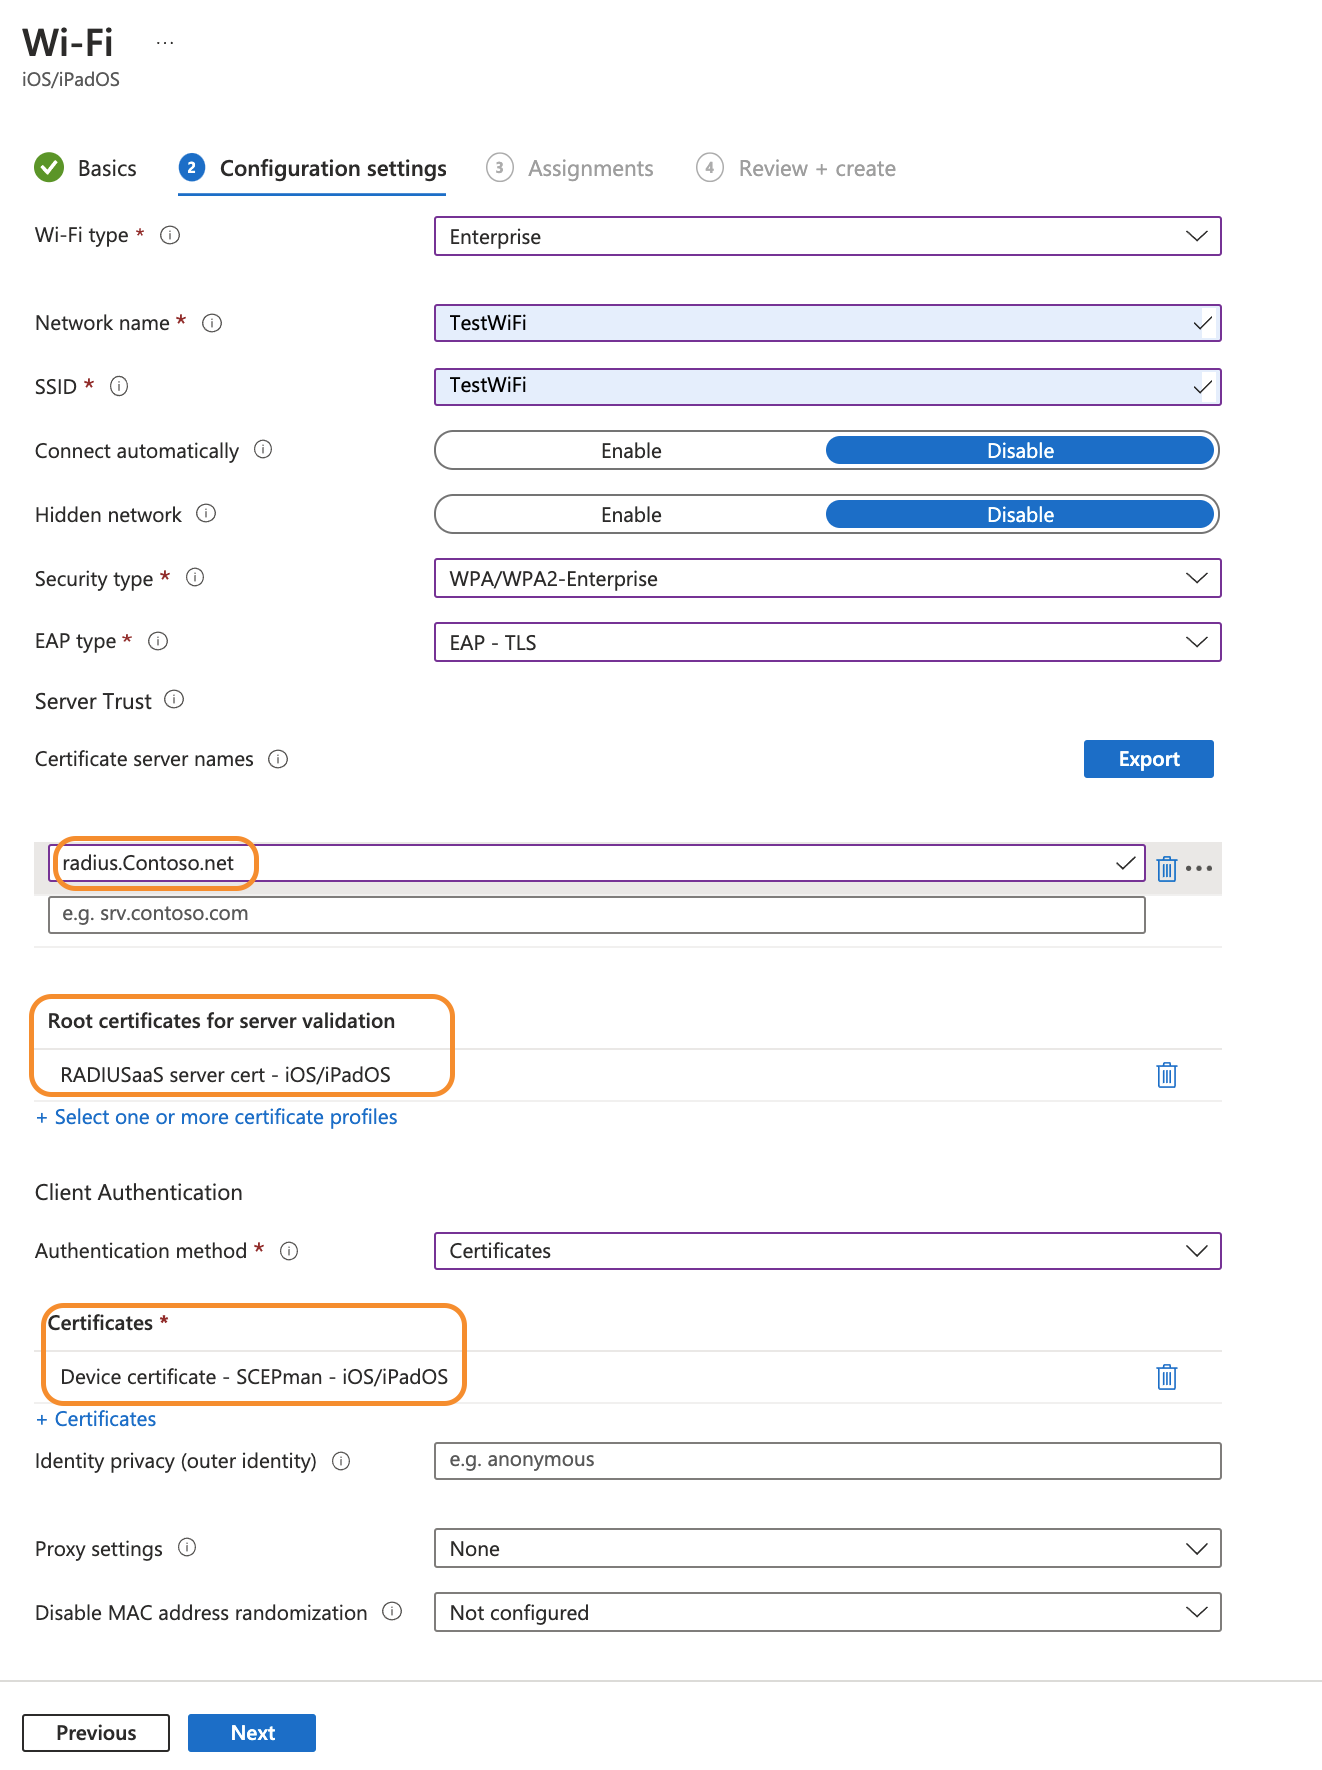 Wi-Fi ...
iOS/iPadOS
Basics 2 Configuration settings 3 Assignments 4 Review + create
Wi-Fi type * Enterprise
Network name * TestWiFi
SSID * TestWiFi
Connect automatically Enable Disable
Hidden network Enable Disable
Security type * WPA/WPA2-Enterprise
EAP type * EAP - TLS
Server Trust
Certificate server names Export
radius.Contoso.net
e.g. srv.contoso.com
Root certificates for server validation
RADIUSaaS server cert - iOS/iPadOS
+ Select one or more certificate profiles
Client Authentication
Authentication method * Certificates
Certificates *
Device certificate - SCEPman - iOS/iPadOS
+ Certificates
Identity privacy (outer identity) e.g. anonymous
Proxy settings None
Disable MAC address randomization Not configured
Previous Next